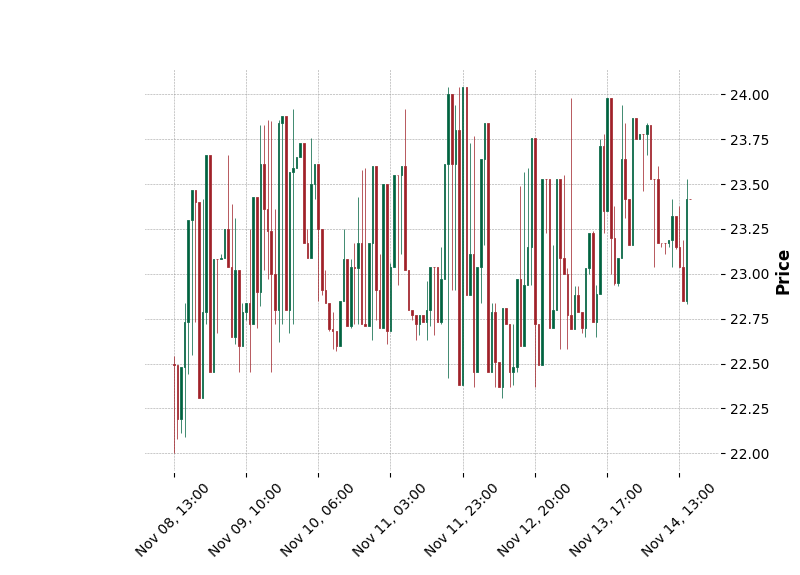 24.00
23.75
23.50
23.25
23.00
22.75
22.50
22.25
22.00
Price
Nov 08, 13:00
Nov 09, 10:00
Nov 10, 06:00
Nov 11, 03:00
Nov 11, 23:00
Nov 12, 20:00
Nov 13, 17:00
Nov 14, 13:00